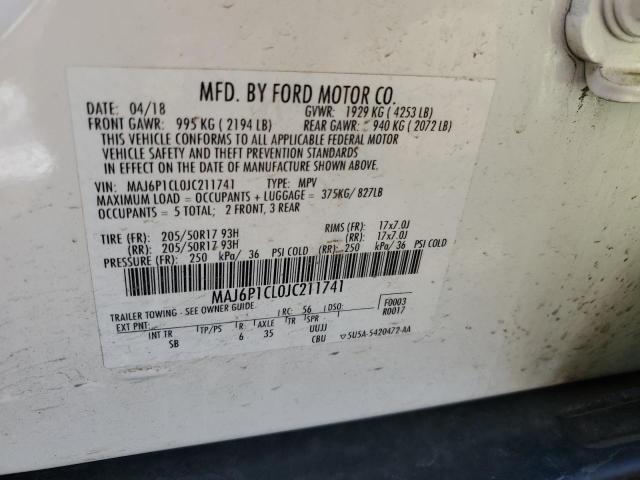 MFD. BY FORD MOTOR CO.
DATE: 04/18 GVWR: 1929 KG ( 4253 LB)
FRONT GAWR: 995 KG ( 2194 LB) REAR GAWR: 940 KG ( 2072 LB)
THIS VEHICLE CONFORMS TO ALL APPLICABLE FEDERAL MOTOR
VEHICLE SAFETY AND THEFT PREVENTION STANDARDS
IN EFFECT ON THE DATE OF MANUFACTURE SHOWN ABOVE.
VIN: MAJ6P1CL0JC211741 TYPE: MPV
MAXIMUM LOAD = OCCUPANTS + LUGGAGE = 375KG/ 827LB
OCCUPANTS = 5 TOTAL; 2 FRONT, 3 REAR
TIRE (FR): 205/50R17 93H RIMS (FR): 17x7.0J
(RR): 205/50R17 93H (RR): 17x7.0J
PRESSURE (FR): 250 kPa/ 36 PSI COLD (RR): 250 kPa/ 36 PSI COLD
MAJ6P1CL0JC211741
TRAILER TOWING - SEE OWNER GUIDE. RC: 56 DSO: F0003
EXT PNT: R0017
INT TR TP/PS R AXLE TR SPR UUJJ
SB 6 35 CBU 5U5A-5420472-AA